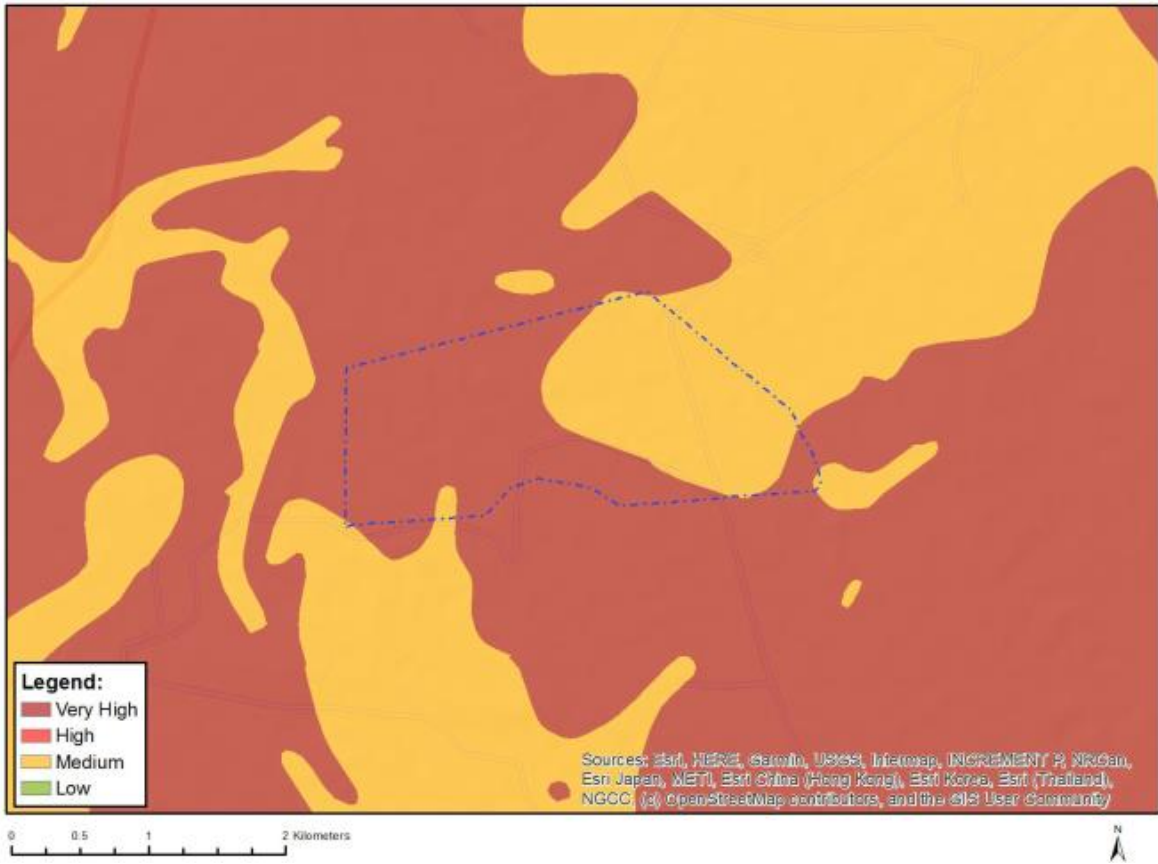 Legend:
Very High
High
Medium
Low
Sources: Esri, HERE, Garmin, USGS, Intermap, INCREMENT P, NRCan,
Esri Japan, METI, Esri China (Hong Kong), Esri Korea, Esri (Thailand),
NGCC, (c) OpenStreetMap contributors, and the GIS User Community
0 0.5 1 2 Kilometers
N